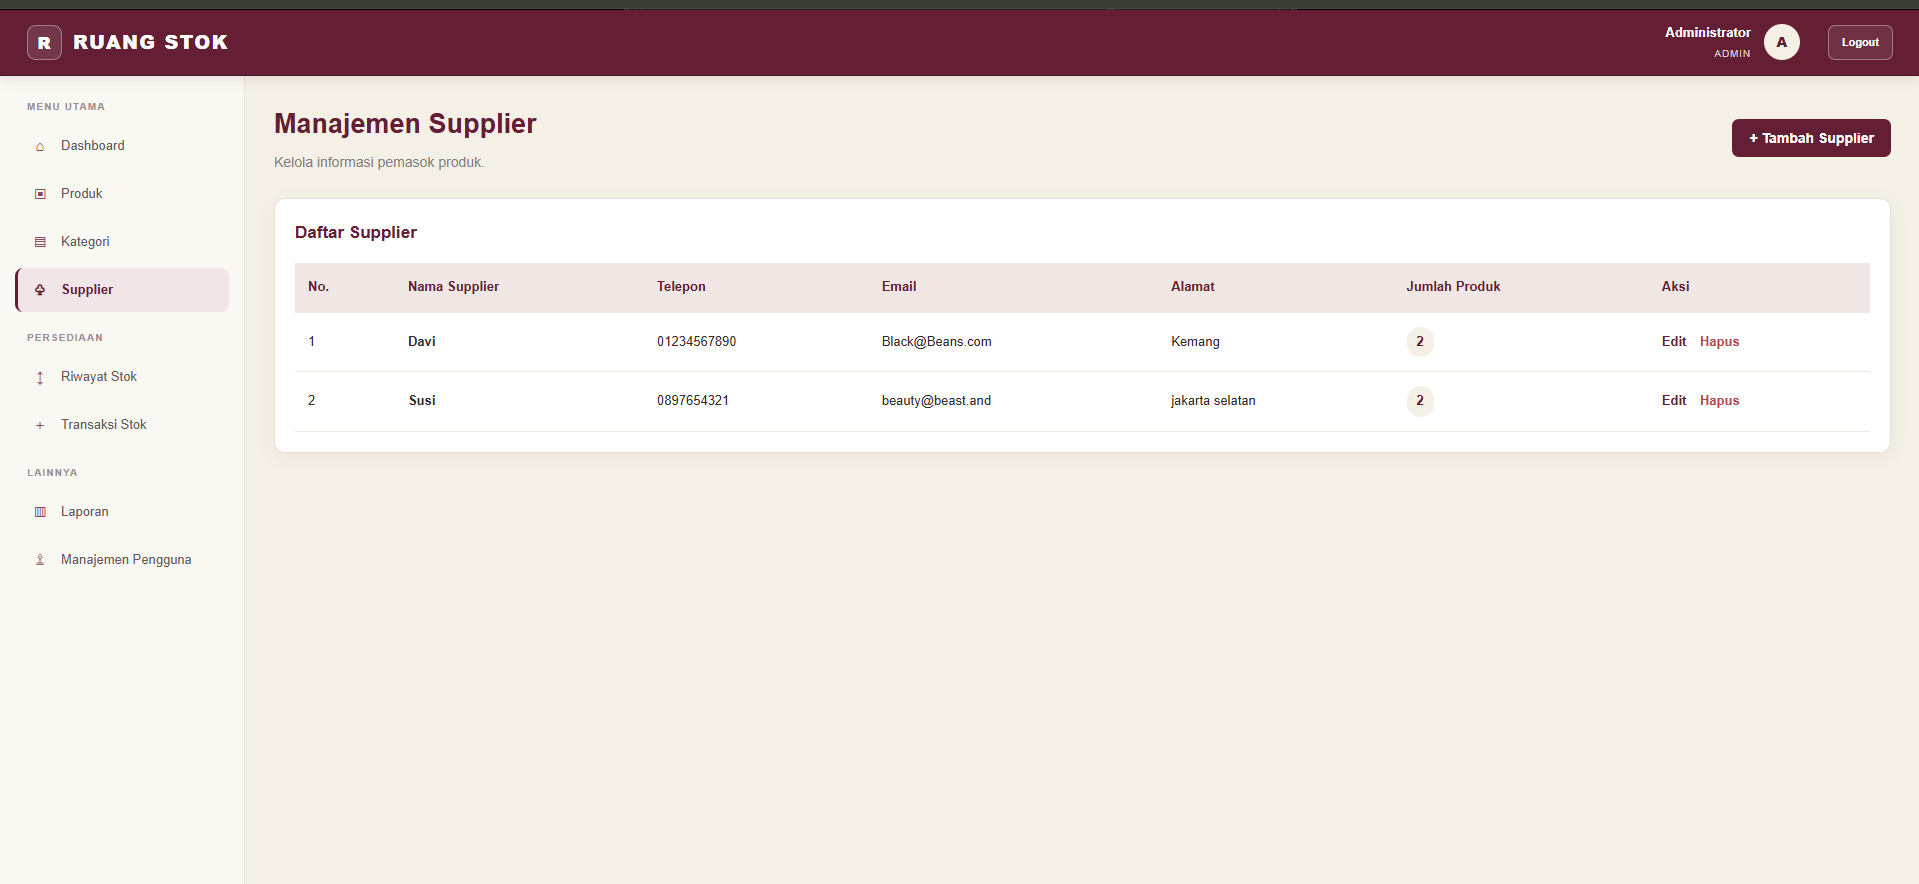 R RUANG STOK
Administrator
ADMIN
A
Logout
MENU UTAMA
Dashboard
Produk
Kategori
Supplier
PERSEDIAAN
Riwayat Stok
+ Transaksi Stok
LAINNYA
Laporan
Manajemen Pengguna
Manajemen Supplier
Kelola informasi pemasok produk.
+ Tambah Supplier
Daftar Supplier
No. Nama Supplier Telepon Email Alamat Jumlah Produk Aksi
1 Davi 01234567890 Black@Beans.com Kemang 2 Edit Hapus
2 Susi 0897654321 beauty@beast.and jakarta selatan 2 Edit Hapus